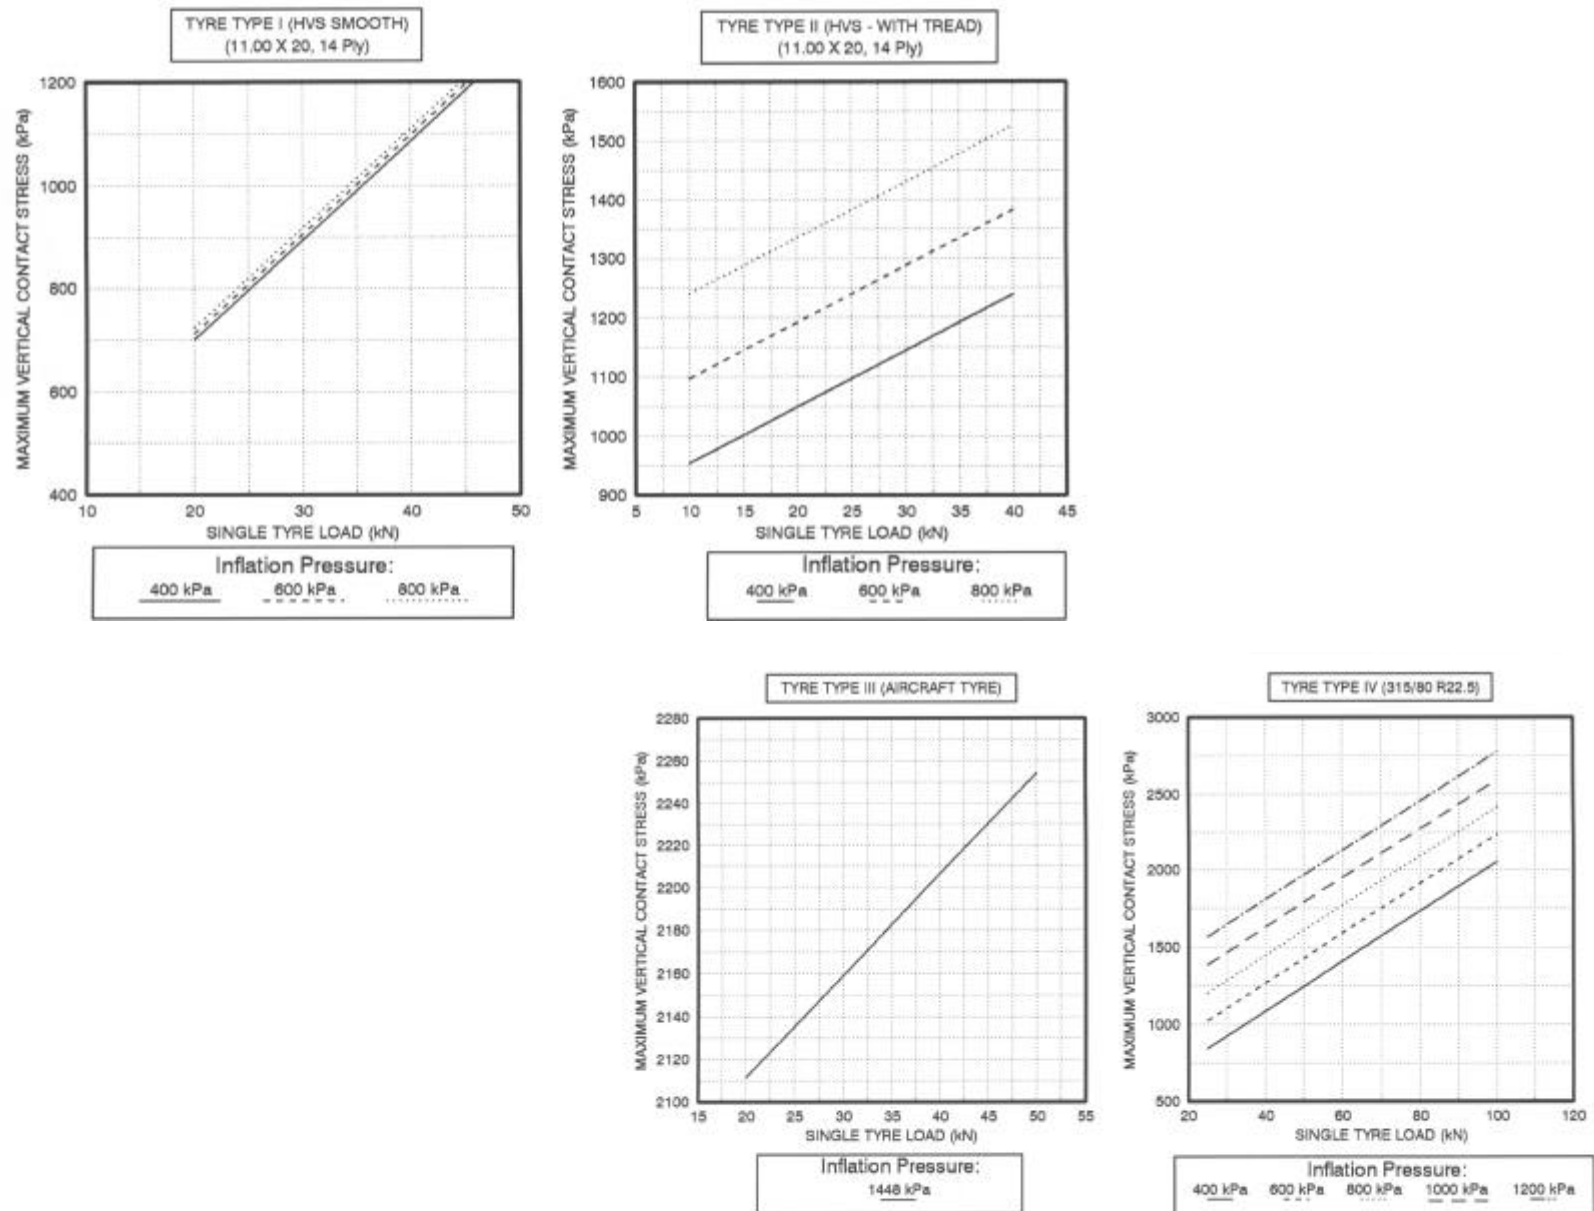 TYRE TYPE I (HVS SMOOTH)
(11.00 X 20, 14 Ply)
MAXIMUM VERTICAL CONTACT STRESS (kPa)
1200
1000
800
600
400
10 20 30 40 50
SINGLE TYRE LOAD (kN)
Inflation Pressure:
400 kPa 600 kPa 800 kPa
TYRE TYPE II (HVS - WITH TREAD)
(11.00 X 20, 14 Ply)
MAXIMUM VERTICAL CONTACT STRESS (kPa)
1600
1500
1400
1300
1200
1100
1000
900
5 10 15 20 25 30 35 40 45
SINGLE TYRE LOAD (kN)
Inflation Pressure:
400 kPa 600 kPa 800 kPa
TYRE TYPE III (AIRCRAFT TYRE)
MAXIMUM VERTICAL CONTACT STRESS (kPa)
2280
2260
2240
2220
2200
2180
2160
2140
2120
2100
15 20 25 30 35 40 45 50 55
SINGLE TYRE LOAD (kN)
Inflation Pressure:
1448 kPa
TYRE TYPE IV (315/80 R22.5)
MAXIMUM VERTICAL CONTACT STRESS (kPa)
3000
2500
2000
1500
1000
500
20 40 60 80 100 120
SINGLE TYRE LOAD (kN)
Inflation Pressure:
400 kPa 600 kPa 800 kPa 1000 kPa 1200 kPa